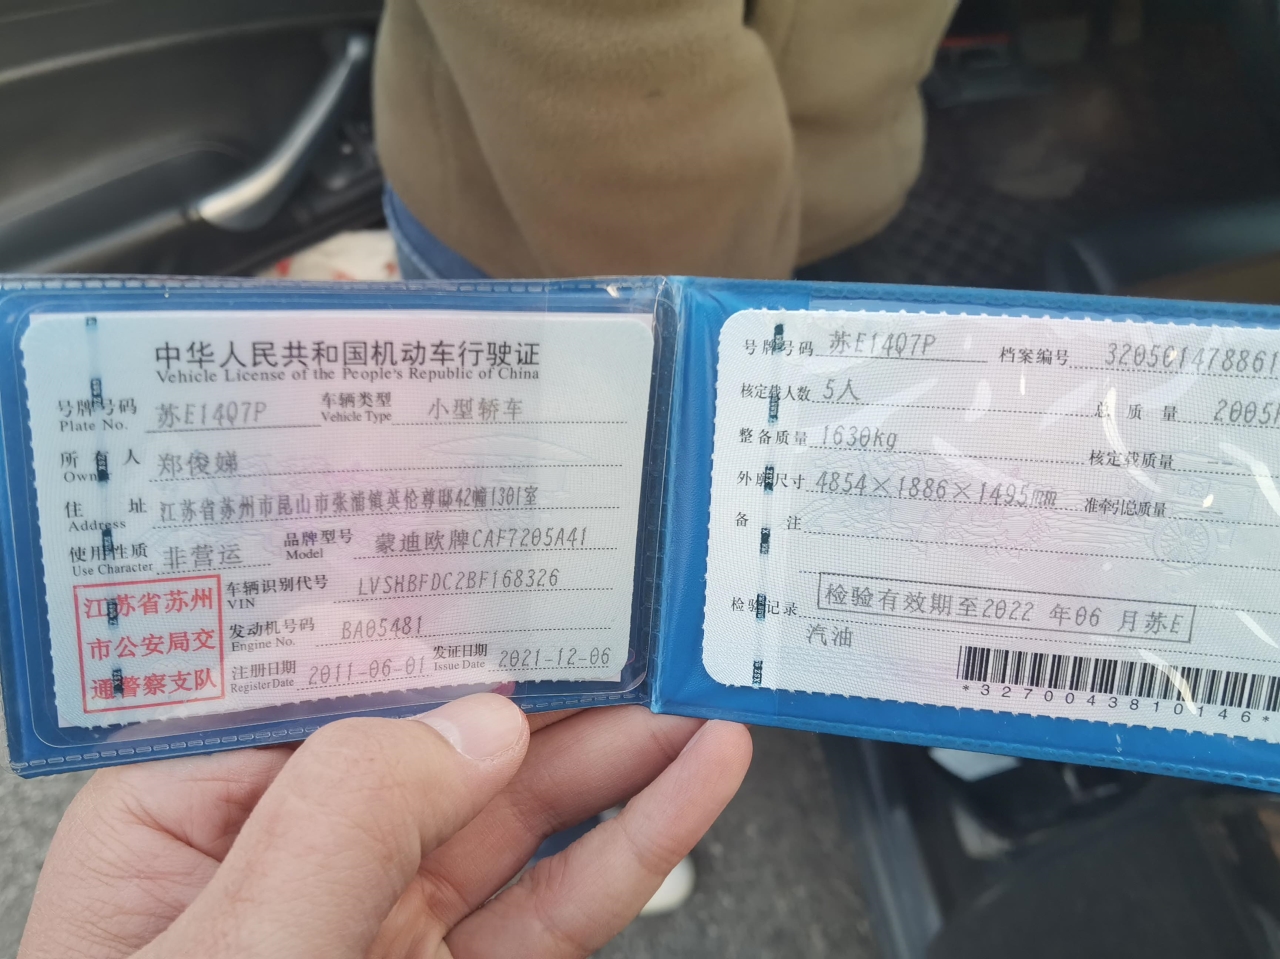 中华人民共和国机动车行驶证
Vehicle License of the People's Republic of China
号牌号码 苏E14Q7P 车辆类型 小型轿车
Plate No. Vehicle Type
所有人 郑俊娣
Owner
住址 江苏省苏州市昆山市张浦镇英伦尊邸42幢1301室
Address
使用性质 非营运 品牌型号 蒙迪欧牌CAF7205A41
Use Character Model
江苏省苏州
市公安局交
通警察支队
车辆识别代号 LVSHBFDC2BF168326
VIN
发动机号码 BA05481
Engine No.
注册日期 2011-06-01 发证日期 2021-12-06
Register Date Issue Date
号牌号码 苏E14Q7P 档案编号 320501478861
核定载人数 5人 总质量 2005
整备质量 1630kg 核定载质量 --
外廓尺寸 4854×1886×1495mm 准牵引总质量
备注
检验记录 检验有效期至2022 年06 月苏E
汽油
*3270043810146*